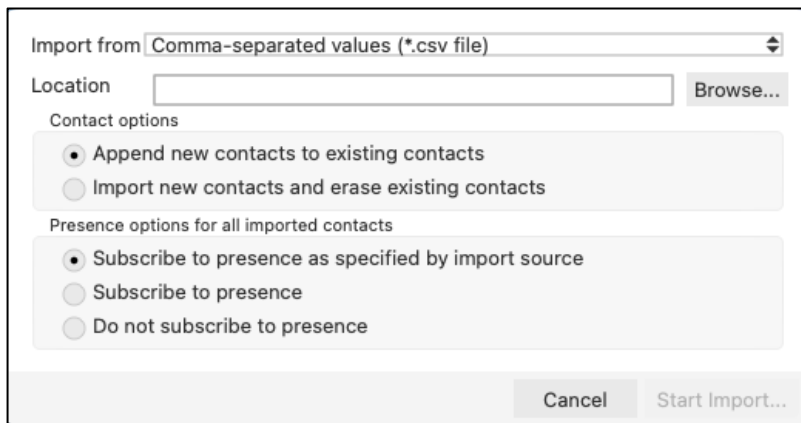 Import from Comma-separated values (*.csv file)
Location Browse...
Contact options
Append new contacts to existing contacts
Import new contacts and erase existing contacts
Presence options for all imported contacts
Subscribe to presence as specified by import source
Subscribe to presence
Do not subscribe to presence
Cancel Start Import...